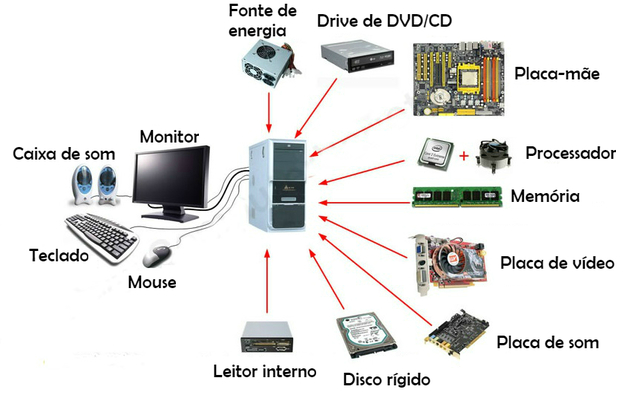 Fonte de
energia
Drive de DVD/CD
Placa-mãe
Monitor
Caixa de som
Processador
+
Memória
Teclado
Mouse
Placa de vídeo
Placa de som
Leitor interno
Disco rígido